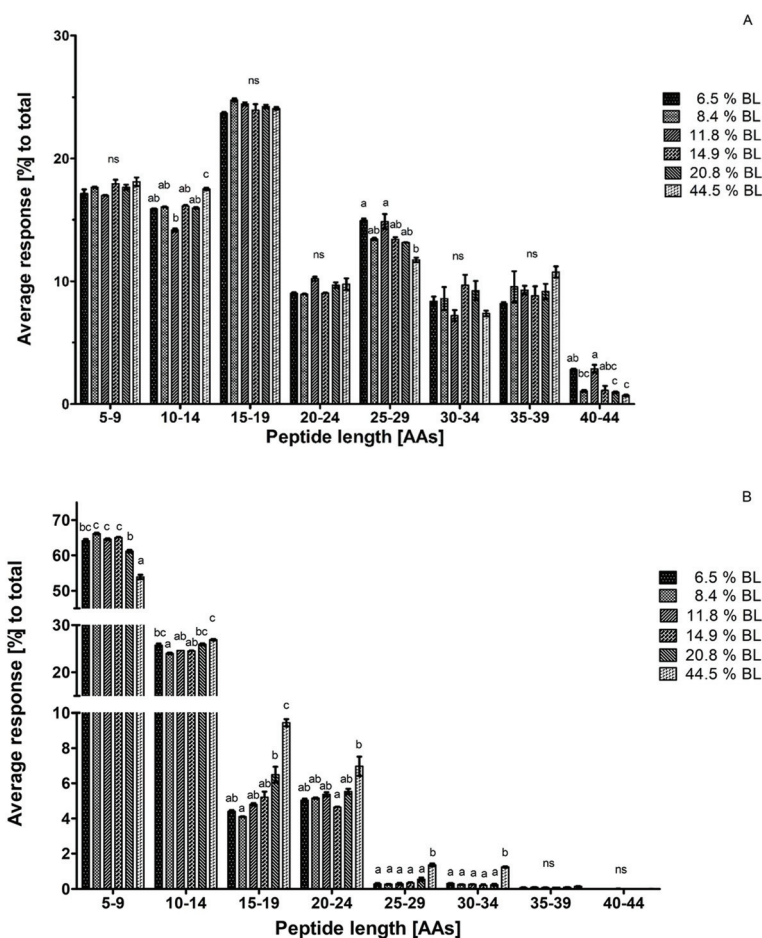 A
30
20
10
0
Average response [%] to total
ns
ab ab b ab ab c
ns
ns
a ab a ab ab b
ns
ns
ab bc a abc c c
5-9 10-14 15-19 20-24 25-29 30-34 35-39 40-44
Peptide length [AAs]
6.5 % BL
8.4 % BL
11.8 % BL
14.9 % BL
20.8 % BL
44.5 % BL
B
70
60
50
30
20
10
8
6
4
2
0
Average response [%] to total
bc c c c b a
bc a ab ab bc c
ab a ab ab b c
ab ab ab a ab b
a a a a a b
a a a a a b
ns
ns
5-9 10-14 15-19 20-24 25-29 30-34 35-39 40-44
Peptide length [AAs]
6.5 % BL
8.4 % BL
11.8 % BL
14.9 % BL
20.8 % BL
44.5 % BL